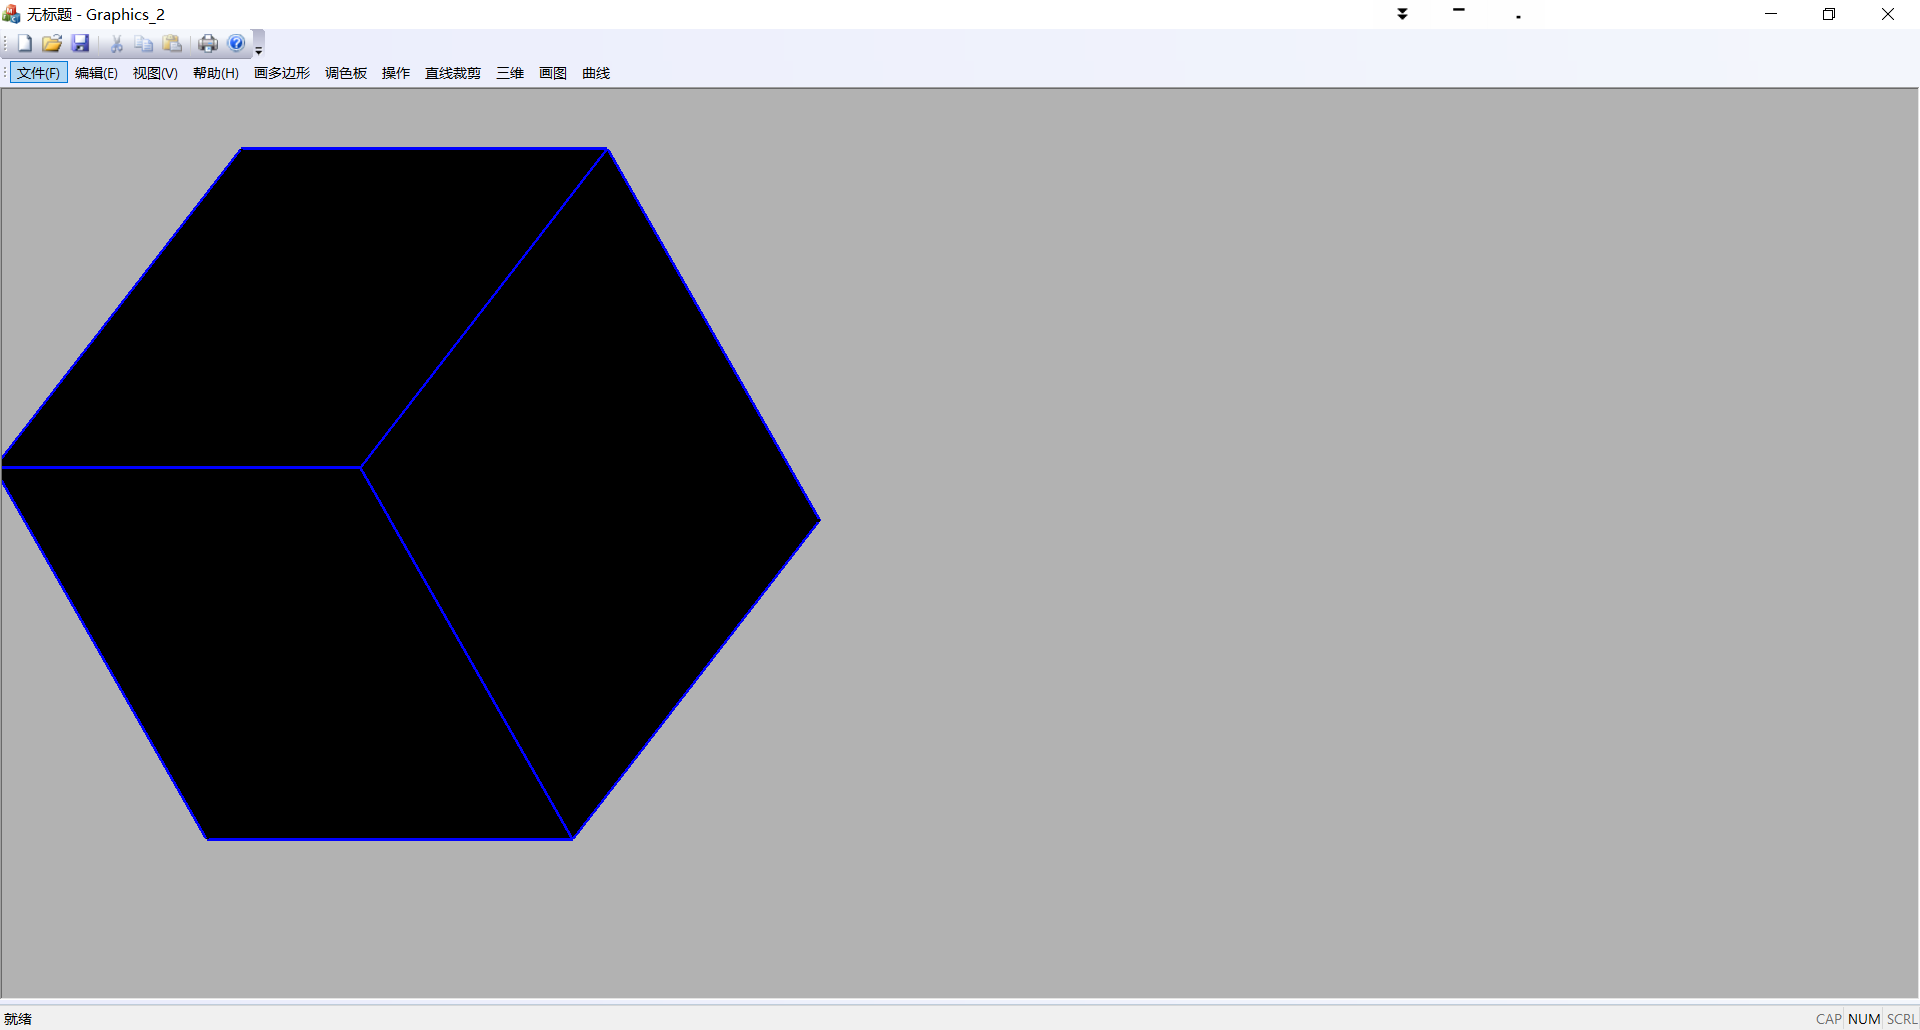 无标题 - Graphics_2
文件(F) 编辑(E) 视图(V) 帮助(H) 画多边形 调色板 操作 直线裁剪 三维 画图 曲线
就绪 CAP NUM SCRL